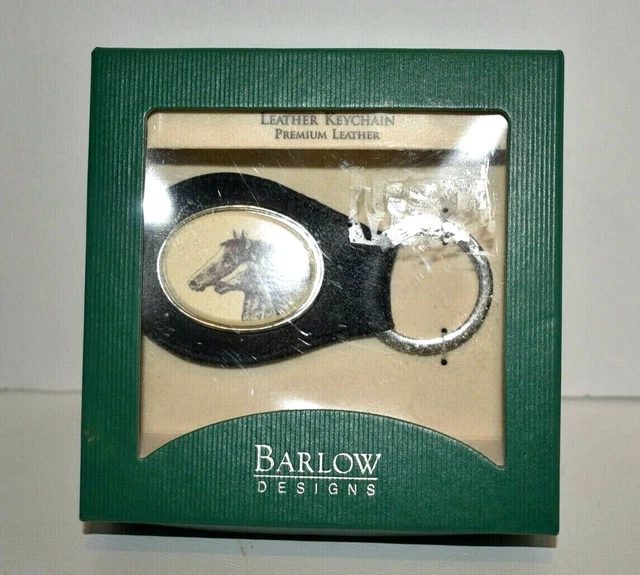 LEATHER KEYCHAIN
PREMIUM LEATHER
BARLOW
DESIGNS